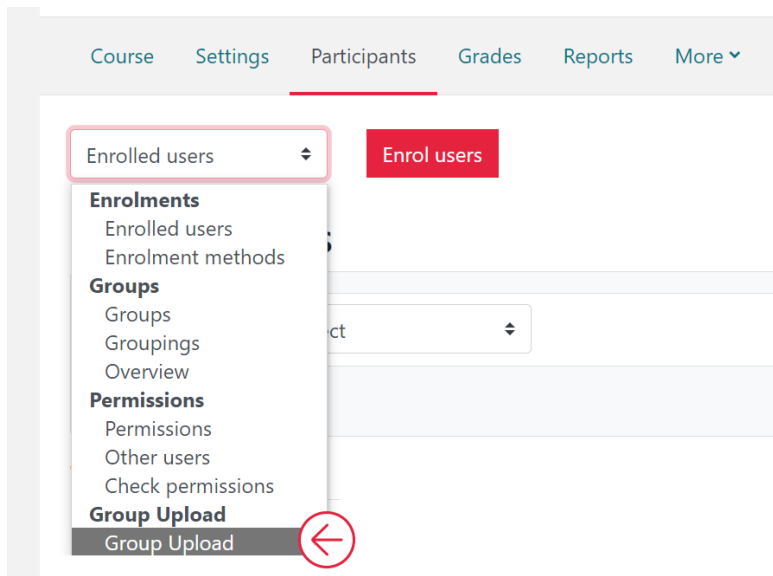 Course Settings Participants Grades Reports More
Enrolled users Enrol users
Enrolments
Enrolled users
Enrolment methods
Groups
Groups
ct
Groupings
Overview
Permissions
Permissions
Other users
Check permissions
Group Upload
Group Upload